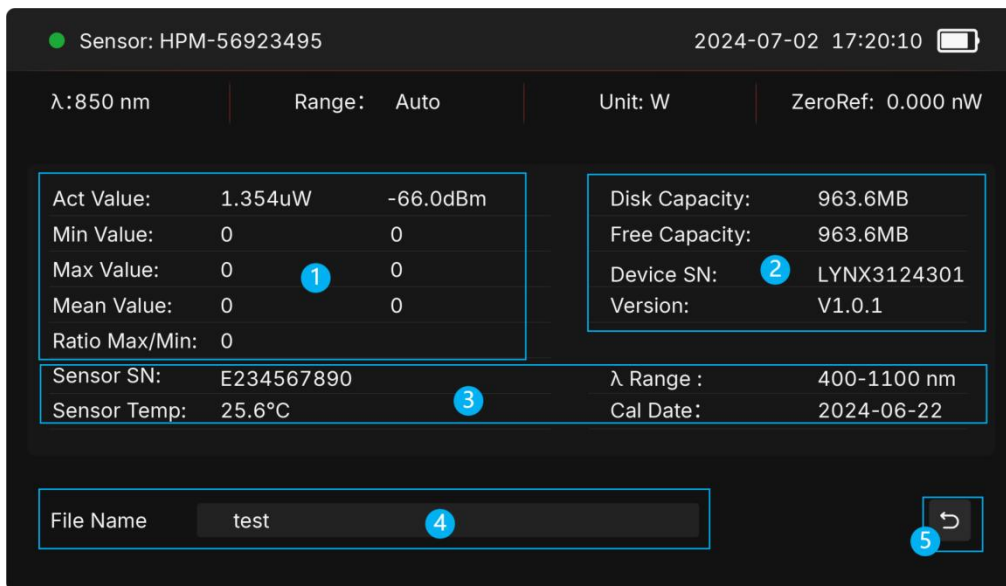 Sensor: HPM-56923495 2024-07-02 17:20:10
λ:850 nm Range: Auto Unit: W ZeroRef: 0.000 nW
Act Value: 1.354uW -66.0dBm
Min Value: 0 0
Max Value: 0 0
Mean Value: 0 0
Ratio Max/Min: 0
1
Disk Capacity: 963.6MB
Free Capacity: 963.6MB
Device SN: LYNX3124301
Version: V1.0.1
2
Sensor SN: E234567890 λ Range : 400-1100 nm
Sensor Temp: 25.6°C Cal Date: 2024-06-22
3
File Name test
4
5